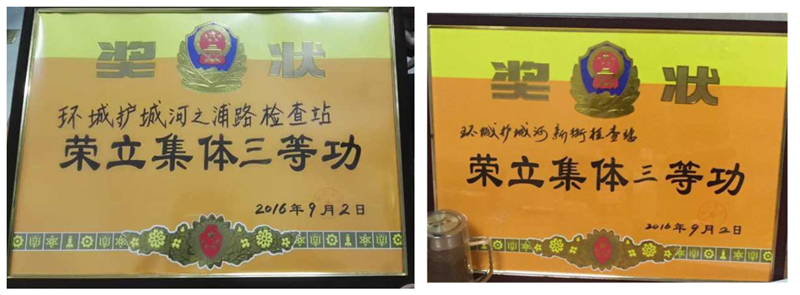 奖状
环城护城河之浦路检查站
荣立集体三等功
2016年9月2日
奖状
环城护城河新街检查站
荣立集体三等功
2016年9月2日